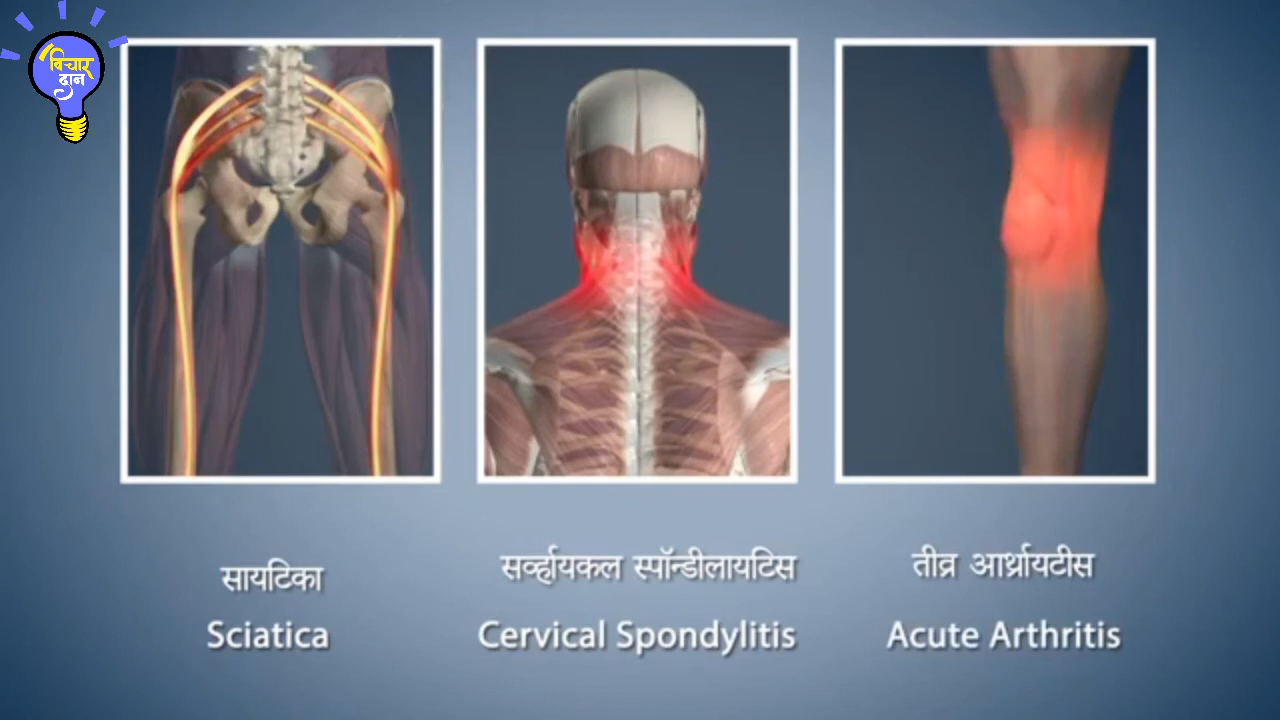 विचार
दान
सायटिका
Sciatica
सर्व्हायकल स्पॉन्डीलायटिस
Cervical Spondylitis
तीव्र आर्थ्रायटीस
Acute Arthritis